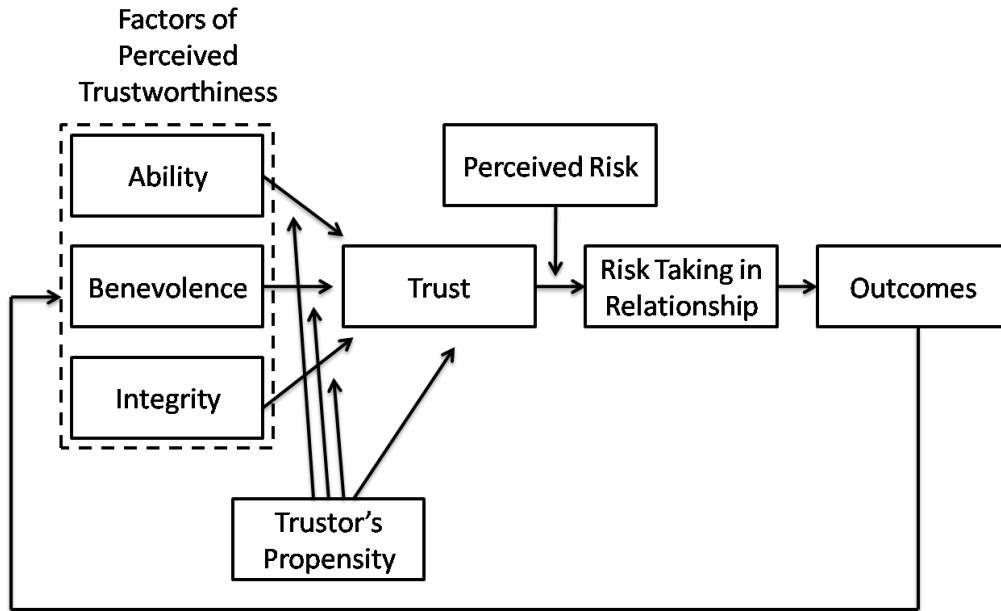 Factors of
Perceived
Trustworthiness
Ability
Perceived Risk
Benevolence
Trust
Risk Taking in
Relationship
Outcomes
Integrity
Trustor’s
Propensity